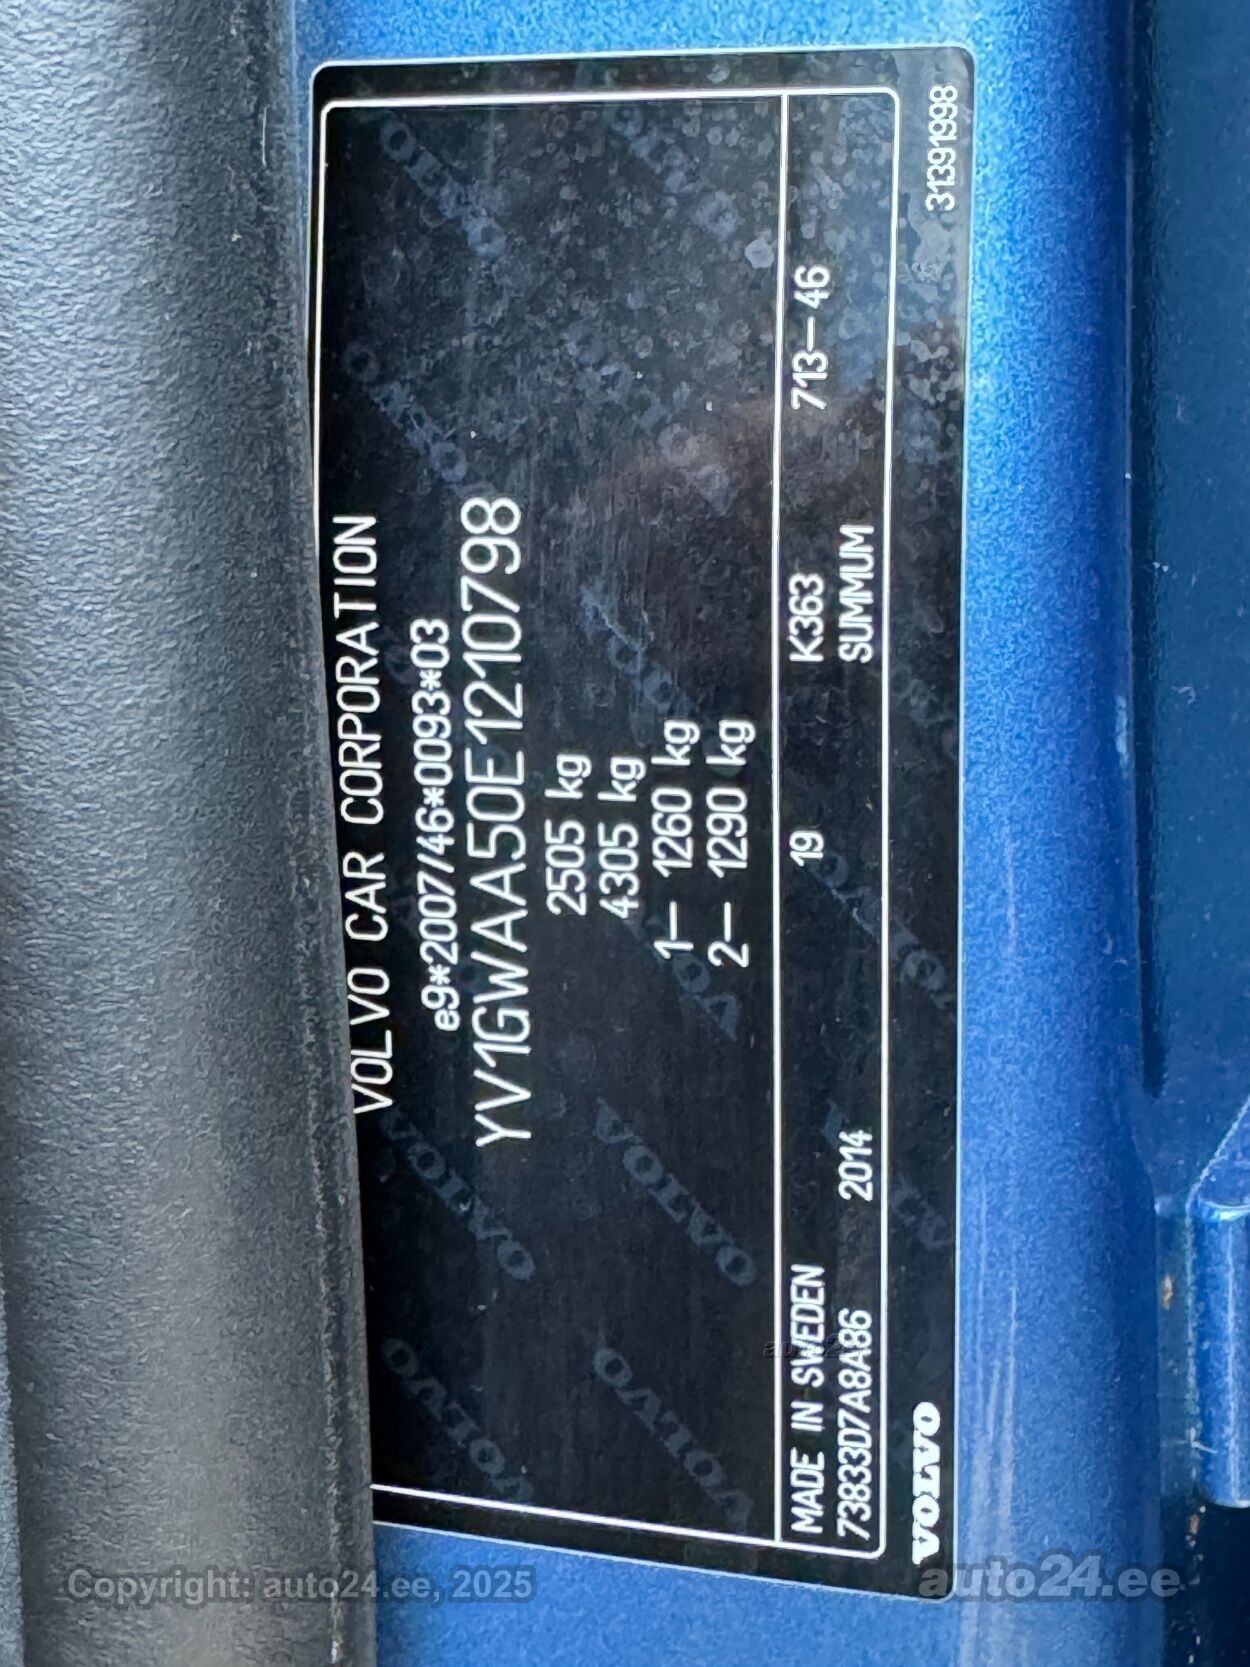 VOLVO CAR CORPORATION
e9*2007/46*0093*03
YV1GWAA50E1210798
2505 kg
4305 kg
1– 1260 kg
2– 1290 kg
MADE IN SWEDEN 19 K363 713–46
73833D7A8A86 2014 SUMMUM
VOLVO 31391998
Copyright: auto24.ee, 2025
auto24.ee